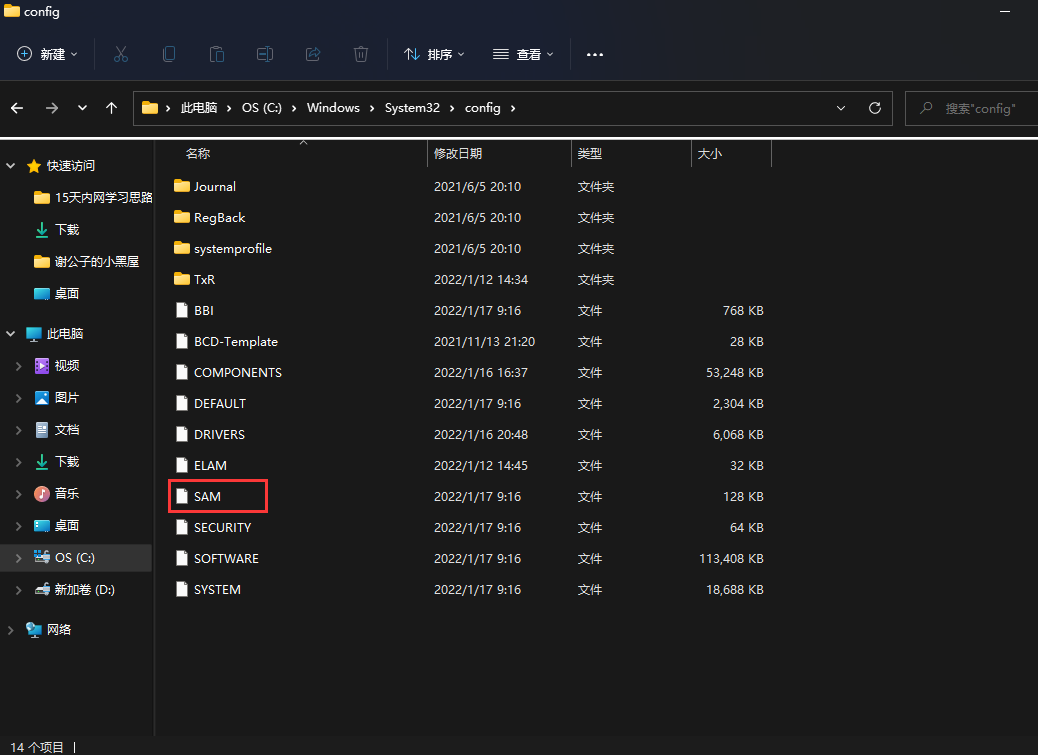 config
新建
排序
查看
此电脑 OS (C:) Windows System32 config
搜索"config"
名称 修改日期 类型 大小
快速访问
15天内网学习思路
下载
谢公子的小黑屋
桌面
此电脑
视频
图片
文档
下载
音乐
桌面
OS (C:)
新加卷 (D:)
网络
Journal 2021/6/5 20:10 文件夹
RegBack 2021/6/5 20:10 文件夹
systemprofile 2021/6/5 20:10 文件夹
TxR 2022/1/12 14:34 文件夹
BBI 2022/1/17 9:16 文件 768 KB
BCD-Template 2021/11/13 21:20 文件 28 KB
COMPONENTS 2022/1/16 16:37 文件 53,248 KB
DEFAULT 2022/1/17 9:16 文件 2,304 KB
DRIVERS 2022/1/16 20:48 文件 6,068 KB
ELAM 2022/1/12 14:45 文件 32 KB
SAM 2022/1/17 9:16 文件 128 KB
SECURITY 2022/1/17 9:16 文件 64 KB
SOFTWARE 2022/1/17 9:16 文件 113,408 KB
SYSTEM 2022/1/17 9:16 文件 18,688 KB
14 个项目